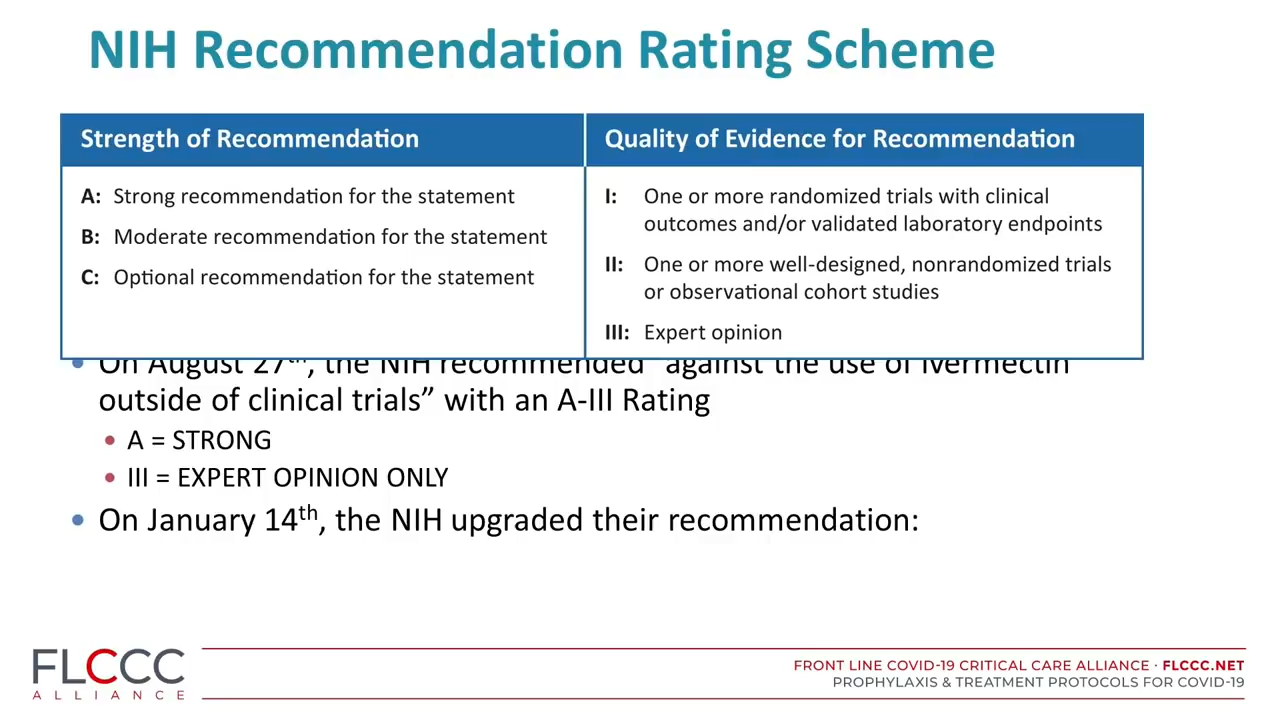 NIH Recommendation Rating Scheme
Strength of Recommendation
A: Strong recommendation for the statement
B: Moderate recommendation for the statement
C: Optional recommendation for the statement
Quality of Evidence for Recommendation
I: One or more randomized trials with clinical
outcomes and/or validated laboratory endpoints
II: One or more well-designed, nonrandomized trials
or observational cohort studies
III: Expert opinion
• On August 27th, the NIH recommended “against the use of ivermectin
outside of clinical trials” with an A-III Rating
• A = STRONG
• III = EXPERT OPINION ONLY
• On January 14th, the NIH upgraded their recommendation:
FLCCC
ALLIANCE
FRONT LINE COVID-19 CRITICAL CARE ALLIANCE · FLCCC.NET
PROPHYLAXIS & TREATMENT PROTOCOLS FOR COVID-19